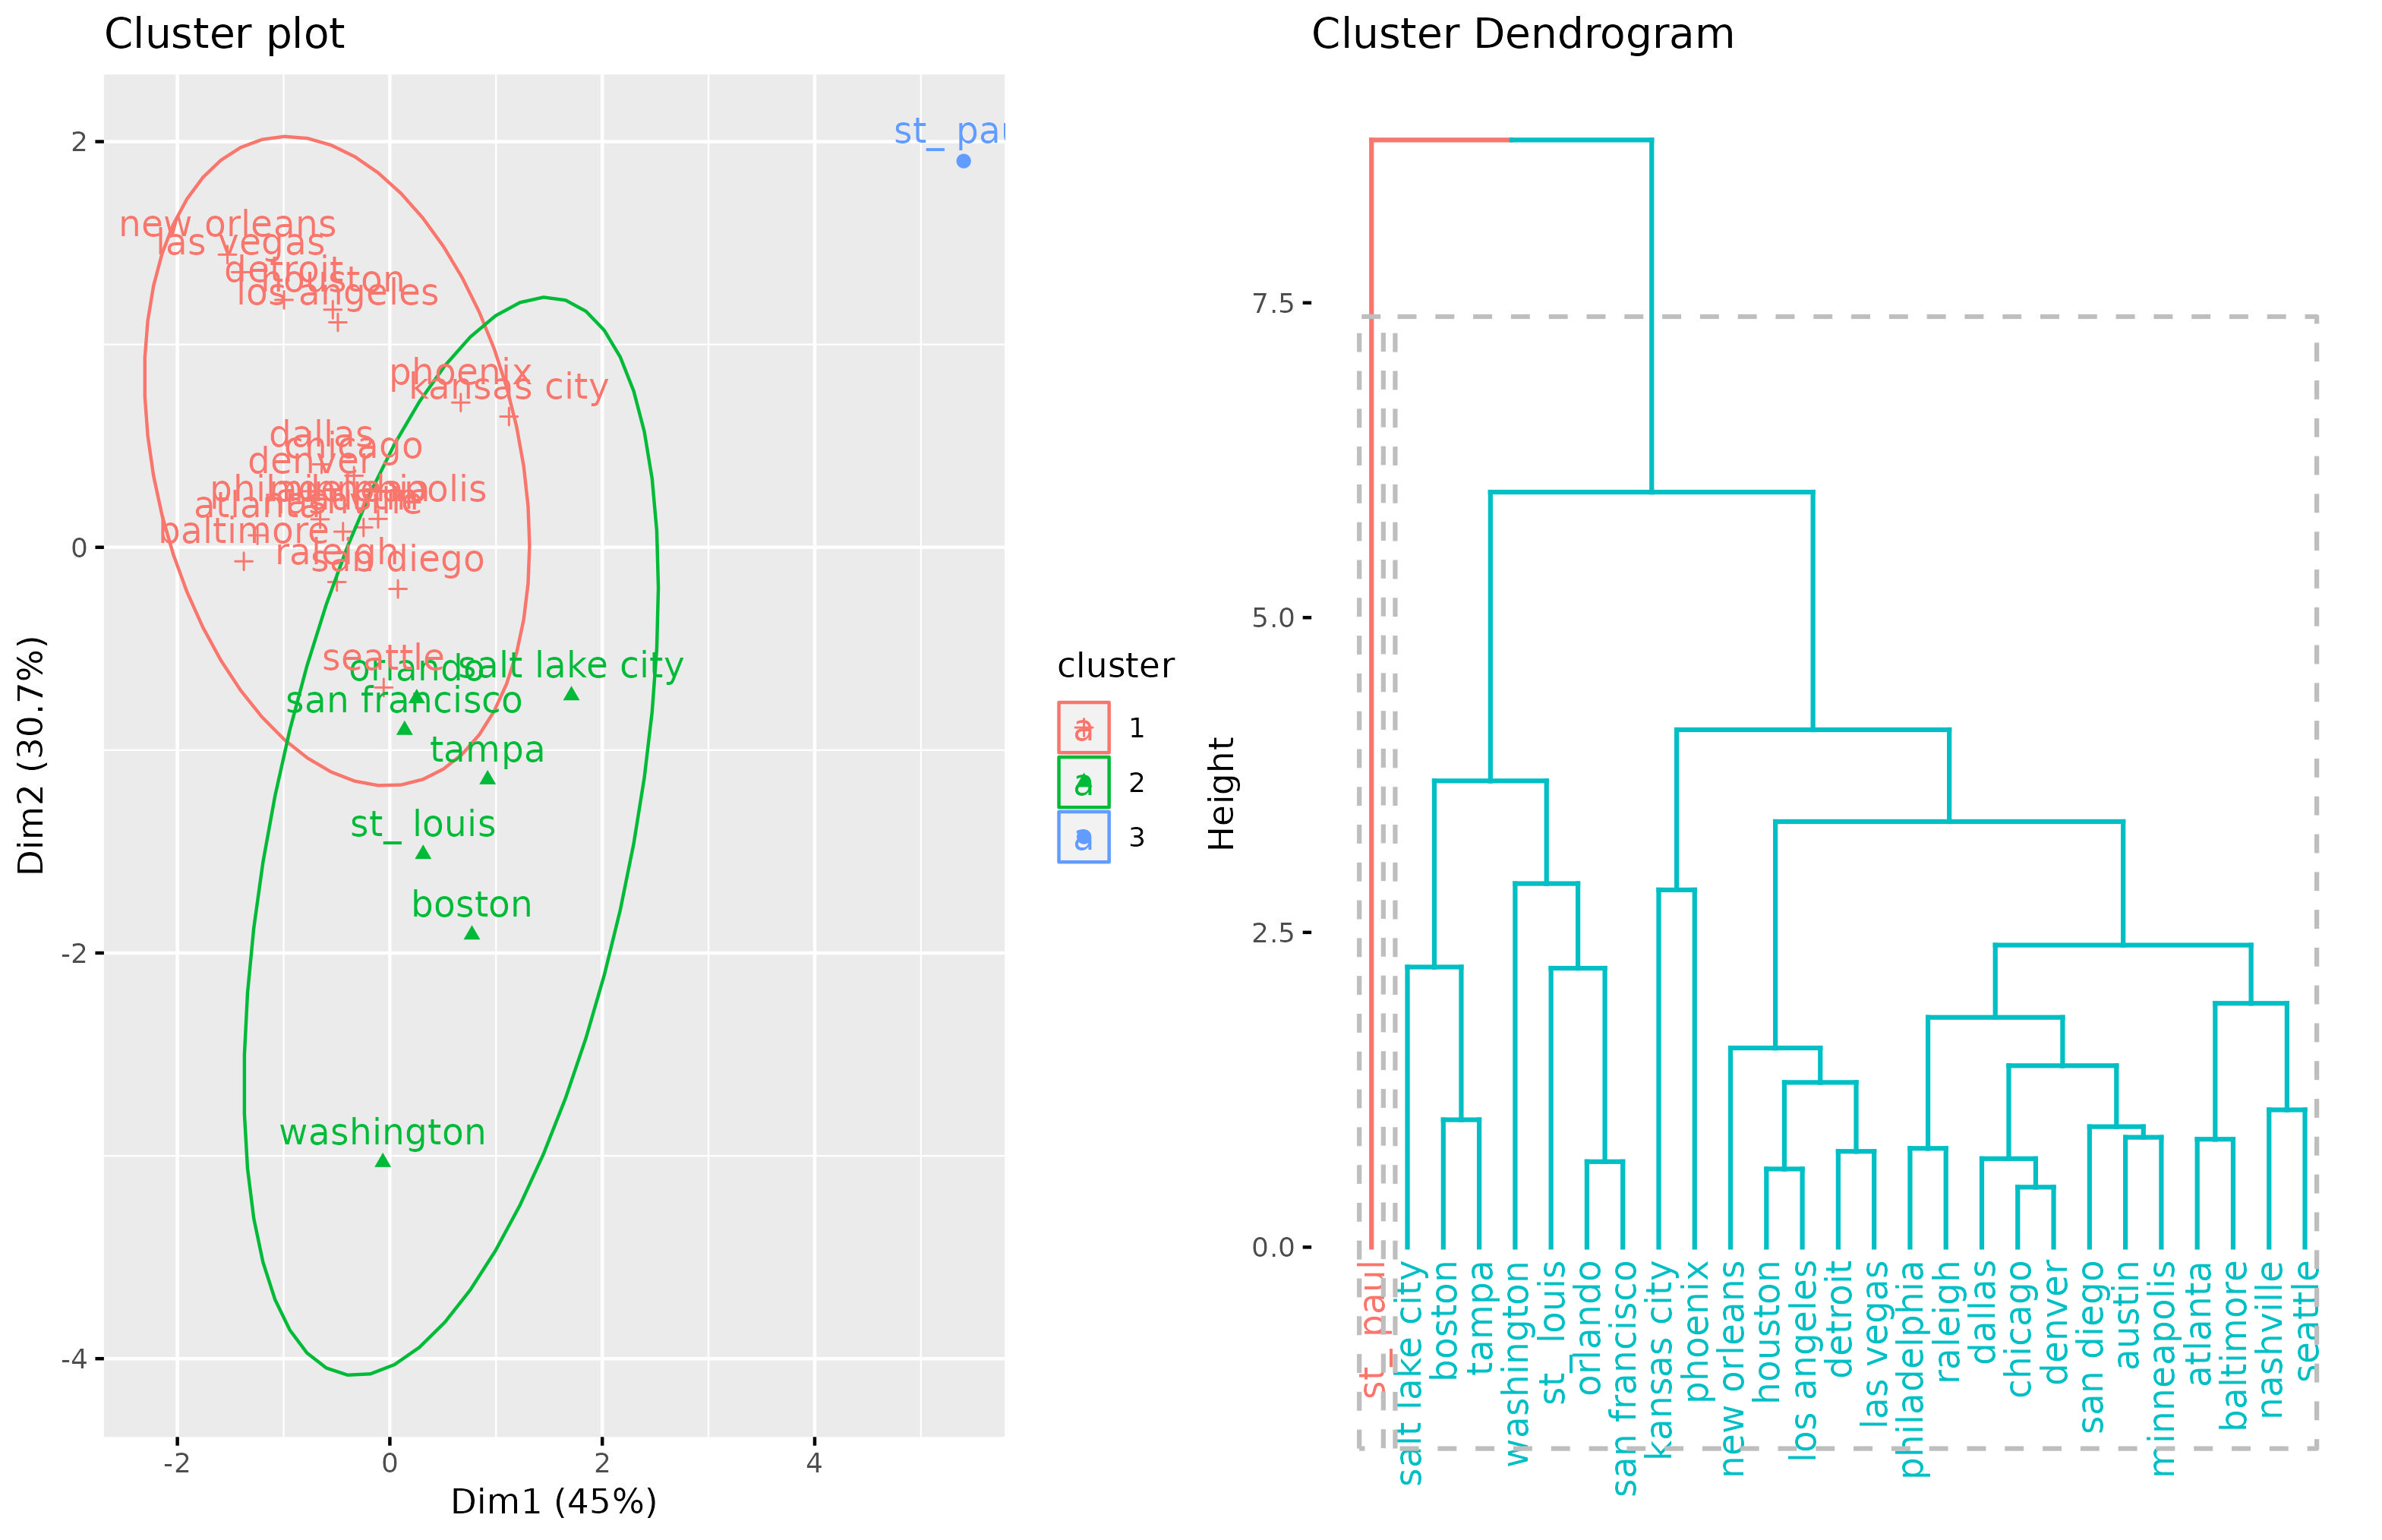 Cluster plot
st_ pau
new orleans
las vegas
detroit
houston
los angeles
phoenix
kansas city
dallas
chicago
denver
philadelphia
minneapolis
austin
nashville
atlanta
baltimore
raleigh
san diego
seattle
orlando
salt lake city
san francisco
tampa
st_ louis
boston
washington
2
0
-2
-4
-2
0
2
4
Dim1 (45%)
Dim2 (30.7%)
cluster
a 1
a 2
a 3
Cluster Dendrogram
Height
7.5
5.0
2.5
0.0
st_ paul
salt lake city
boston
tampa
washington
st_ louis
orlando
san francisco
kansas city
phoenix
new orleans
houston
los angeles
detroit
las vegas
philadelphia
raleigh
dallas
chicago
denver
san diego
austin
minneapolis
atlanta
baltimore
nashville
seattle